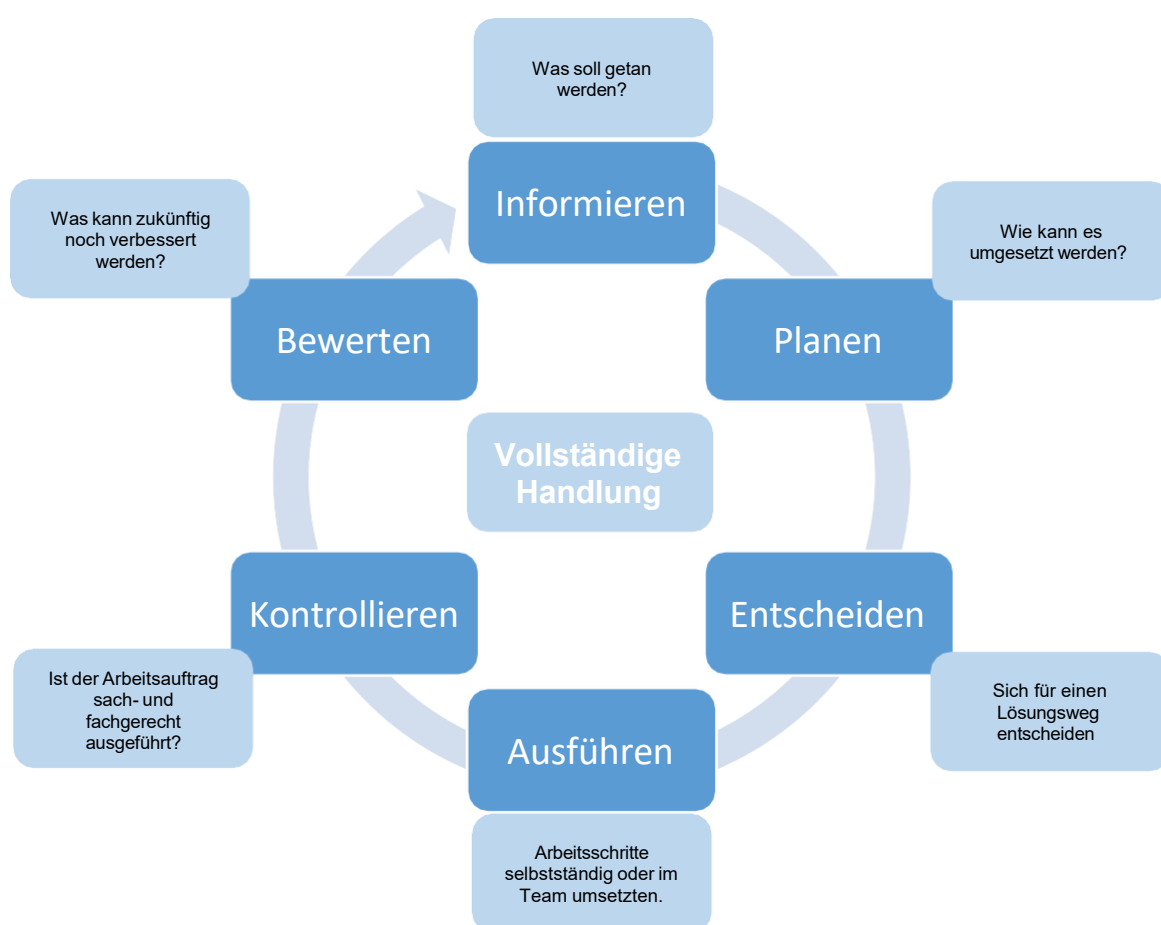 Was soll getan
werden?
Informieren
Wie kann es
umgesetzt werden?
Planen
Entscheiden
Sich für einen
Lösungsweg
entscheiden
Ausführen
Arbeitsschritte
selbstständig oder im
Team umsetzten.
Kontrollieren
Ist der Arbeitsauftrag
sach- und
fachgerecht
ausgeführt?
Was kann zukünftig
noch verbessert
werden?
Bewerten
Vollständige
Handlung